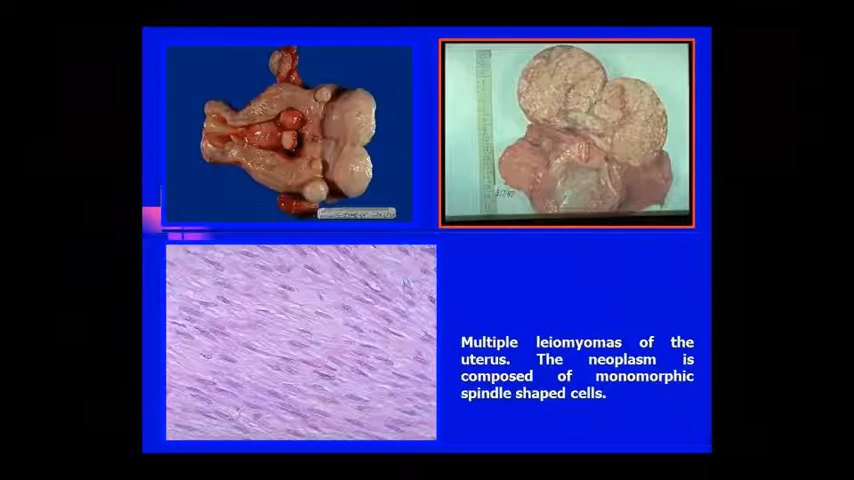 Multiple leiomyomas of the
uterus. The neoplasm is
composed of monomorphic
spindle shaped cells.